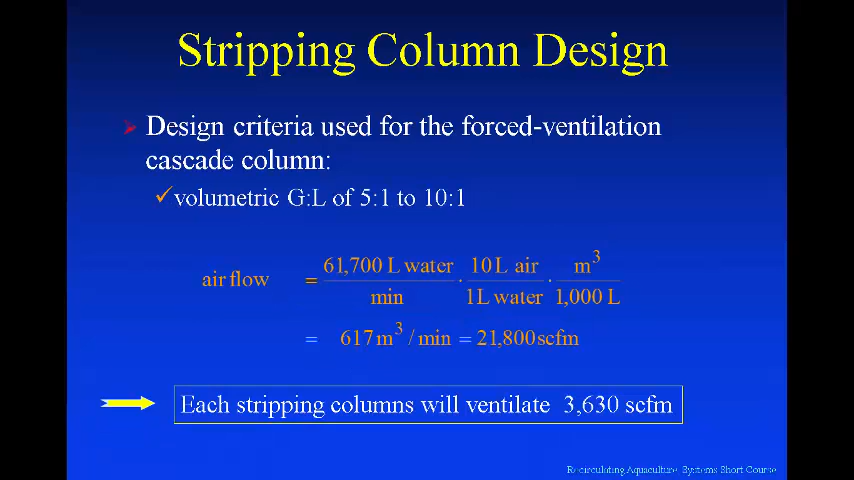 Stripping Column Design
Design criteria used for the forced-ventilation
cascade column:
volumetric G:L of 5:1 to 10:1
air flow = 61,700 L water / min · 10 L air / 1 L water · m³ / 1,000 L
= 617 m³ / min = 21,800 scfm
Each stripping columns will ventilate 3,630 scfm
Recirculating Aquaculture Systems Short Course